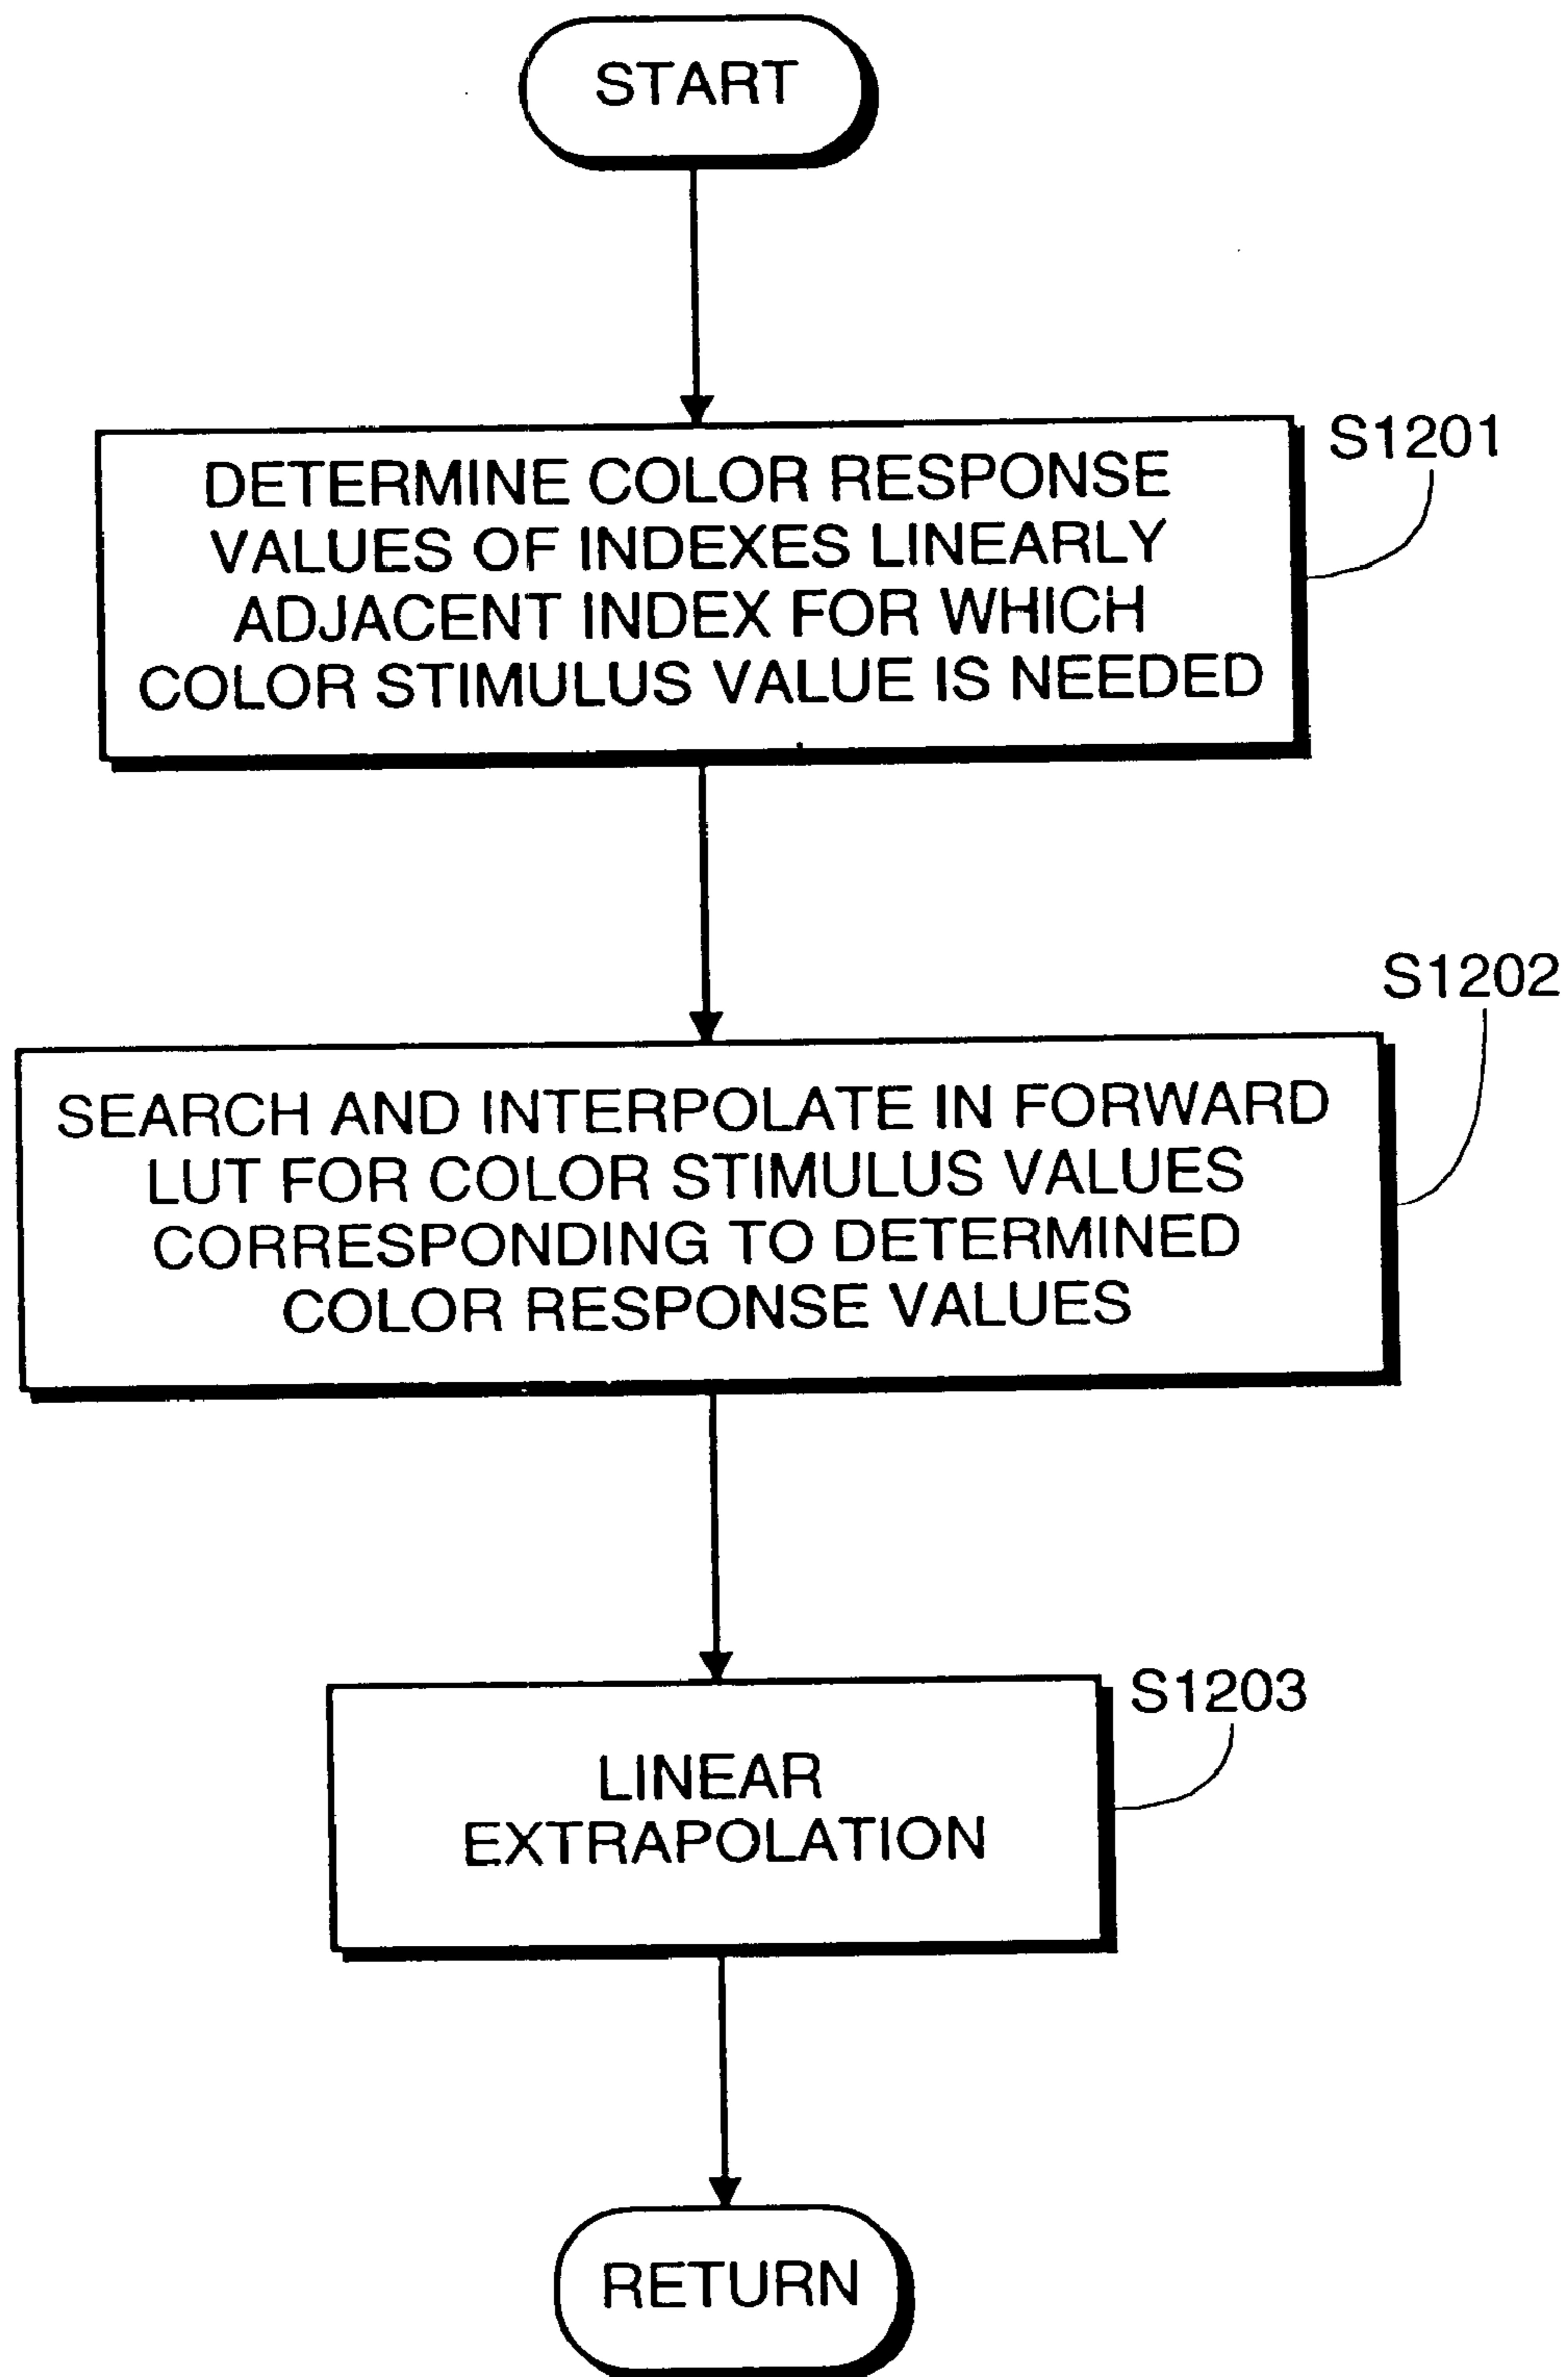 START
S1201
DETERMINE COLOR RESPONSE
VALUES OF INDEXES LINEARLY
ADJACENT INDEX FOR WHICH
COLOR STIMULUS VALUE IS NEEDED
S1202
SEARCH AND INTERPOLATE IN FORWARD
LUT FOR COLOR STIMULUS VALUES
CORRESPONDING TO DETERMINED
COLOR RESPONSE VALUES
S1203
LINEAR
EXTRAPOLATION
RETURN